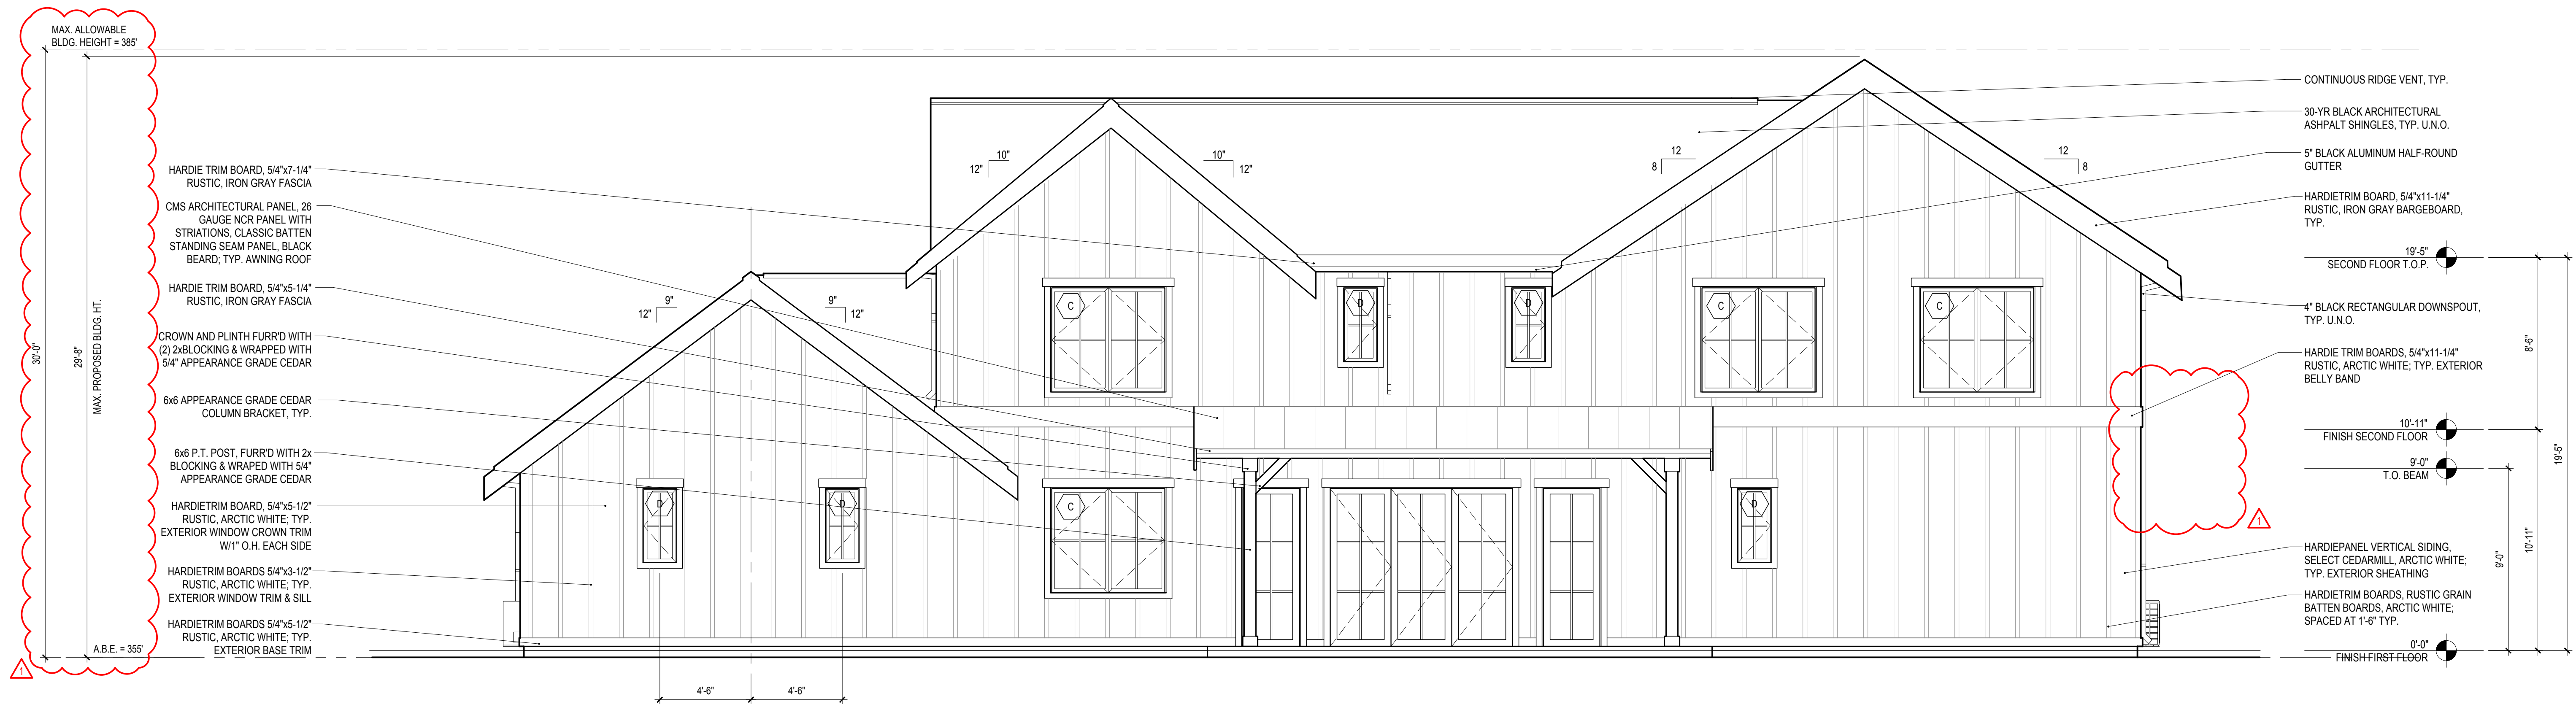 MAX. ALLOWABLE
BLDG. HEIGHT = 385'
30'-0"
29'-8"
MAX. PROPOSED BLDG. HT.
A.B.E. = 355'
1
HARDIE TRIM BOARD, 5/4"x7-1/4"
RUSTIC, IRON GRAY FASCIA
CMS ARCHITECTURAL PANEL, 26
GAUGE NCR PANEL WITH
STRIATIONS, CLASSIC BATTEN
STANDING SEAM PANEL, BLACK
BEARD; TYP. AWNING ROOF
HARDIE TRIM BOARD, 5/4"x5-1/4"
RUSTIC, IRON GRAY FASCIA
CROWN AND PLINTH FURR'D WITH
(2) 2xBLOCKING & WRAPPED WITH
5/4" APPEARANCE GRADE CEDAR
6x6 APPEARANCE GRADE CEDAR
COLUMN BRACKET, TYP.
6x6 P.T. POST, FURR'D WITH 2x
BLOCKING & WRAPED WITH 5/4"
APPEARANCE GRADE CEDAR
HARDIETRIM BOARD, 5/4"x5-1/2"
RUSTIC, ARCTIC WHITE; TYP.
EXTERIOR WINDOW CROWN TRIM
W/1" O.H. EACH SIDE
HARDIETRIM BOARDS 5/4"x3-1/2"
RUSTIC, ARCTIC WHITE; TYP.
EXTERIOR WINDOW TRIM & SILL
HARDIETRIM BOARDS 5/4"x5-1/2"
RUSTIC, ARCTIC WHITE; TYP.
EXTERIOR BASE TRIM
9"
12"
9"
12"
10"
12"
10"
12"
12
8
12
8
C
D
D
C
C
D
D
C
D
4'-6"
4'-6"
CONTINUOUS RIDGE VENT, TYP.
30-YR BLACK ARCHITECTURAL
ASHPALT SHINGLES, TYP. U.N.O.
5" BLACK ALUMINUM HALF-ROUND
GUTTER
HARDIETRIM BOARD, 5/4"x11-1/4"
RUSTIC, IRON GRAY BARGEBOARD,
TYP.
19'-5"
SECOND FLOOR T.O.P.
4" BLACK RECTANGULAR DOWNSPOUT,
TYP. U.N.O.
HARDIE TRIM BOARDS, 5/4"x11-1/4"
RUSTIC, ARCTIC WHITE; TYP. EXTERIOR
BELLY BAND
10'-11"
FINISH SECOND FLOOR
9'-0"
T.O. BEAM
1
HARDIEPANEL VERTICAL SIDING,
SELECT CEDARMILL, ARCTIC WHITE;
TYP. EXTERIOR SHEATHING
HARDIETRIM BOARDS, RUSTIC GRAIN
BATTEN BOARDS, ARCTIC WHITE;
SPACED AT 1'-6" TYP.
0'-0"
FINISH FIRST FLOOR
8'-6"
19'-5"
9'-0"
10'-11"